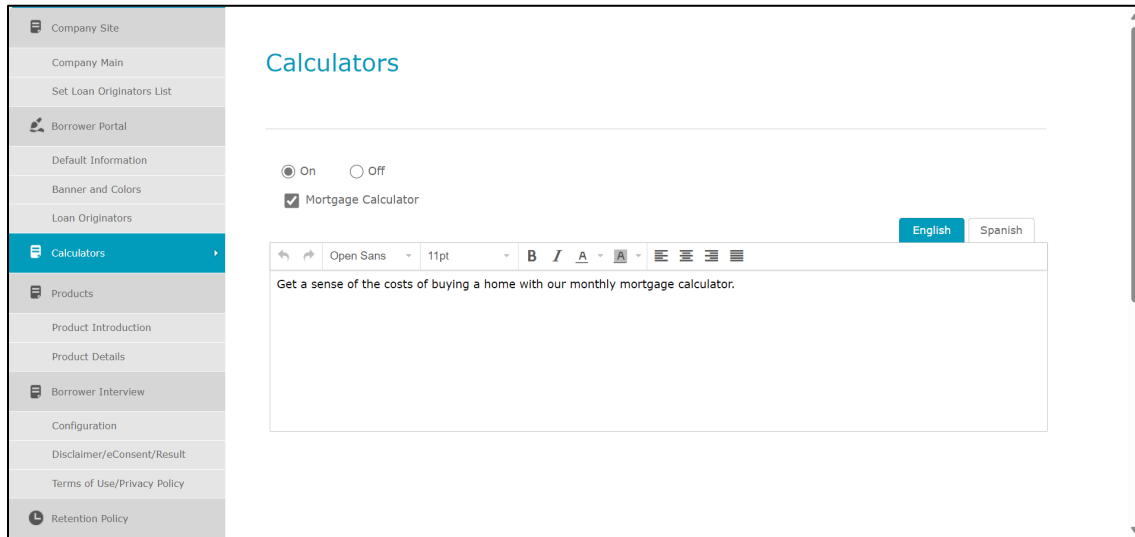 Company Site
Company Main
Set Loan Originators List
Borrower Portal
Default Information
Banner and Colors
Loan Originators
Calculators
Products
Product Introduction
Product Details
Borrower Interview
Configuration
Disclaimer/eConsent/Result
Terms of Use/Privacy Policy
Retention Policy
Calculators
On Off
Mortgage Calculator
English Spanish
Open Sans 11pt B I A A
Get a sense of the costs of buying a home with our monthly mortgage calculator.